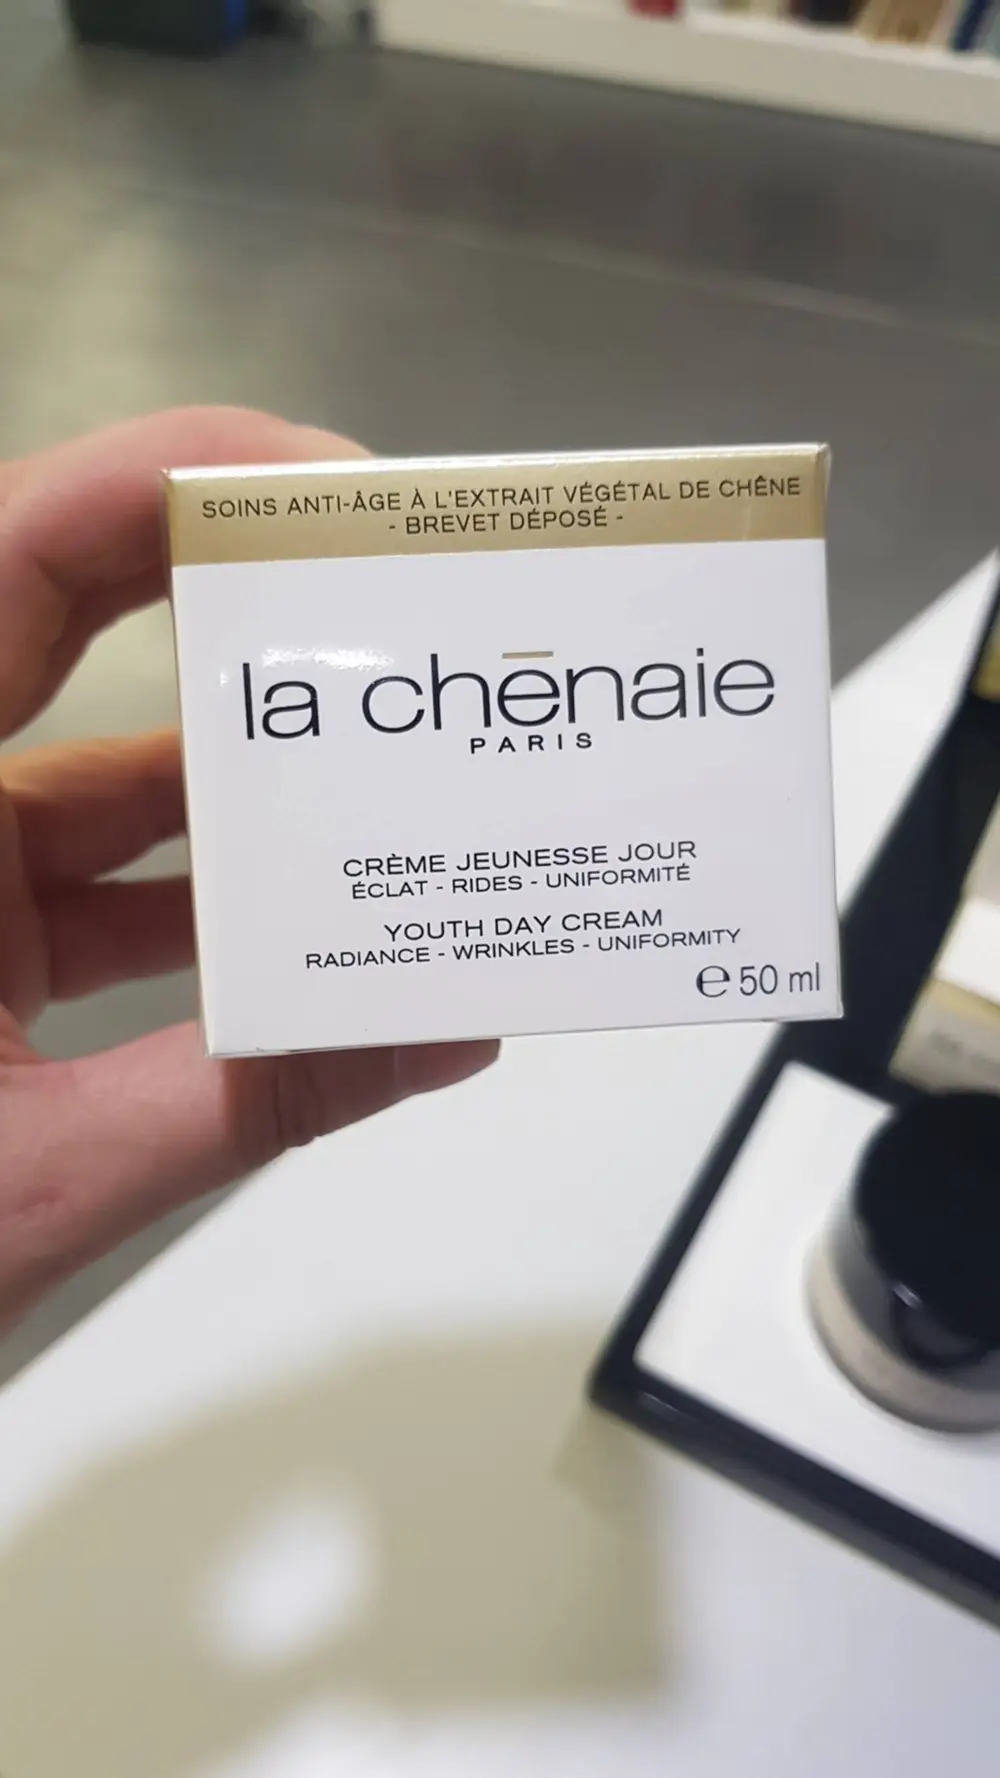 SOINS ANTI-ÂGE À L'EXTRAIT VÉGÉTAL DE CHÊNE
- BREVET DÉPOSÉ -
la chēnaie
PARIS
CRÈME JEUNESSE JOUR
ÉCLAT - RIDES - UNIFORMITÉ
YOUTH DAY CREAM
RADIANCE - WRINKLES - UNIFORMITY
℮ 50 ml